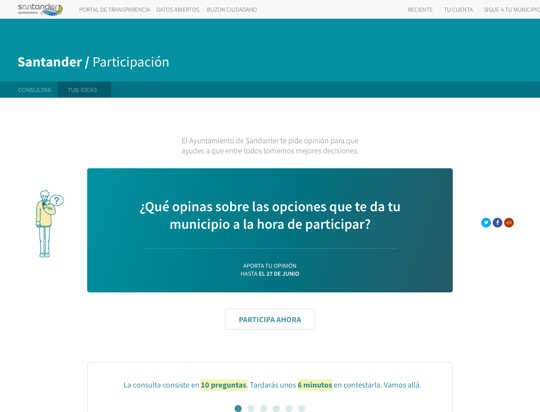 santander
Ayuntamiento
PORTAL DE TRANSPARENCIA DATOS ABIERTOS BUZON CIUDADANO RECIENTE TU CUENTA SIGUE A TU MUNICIPIO
Santander / Participación
CONSULTAS TUS IDEAS
El Ayuntamiento de Sandanter te pide opinión para que
ayudes a que entre todos tomemos mejores decisiones.
?
¿Qué opinas sobre las opciones que te da tu
municipio a la hora de participar?
APORTA TU OPINIÓN
HASTA EL 27 DE JUNIO
PARTICIPA AHORA
La consulta consiste en 10 preguntas. Tardarás unos 6 minutos en contestarla. Vamos allá.